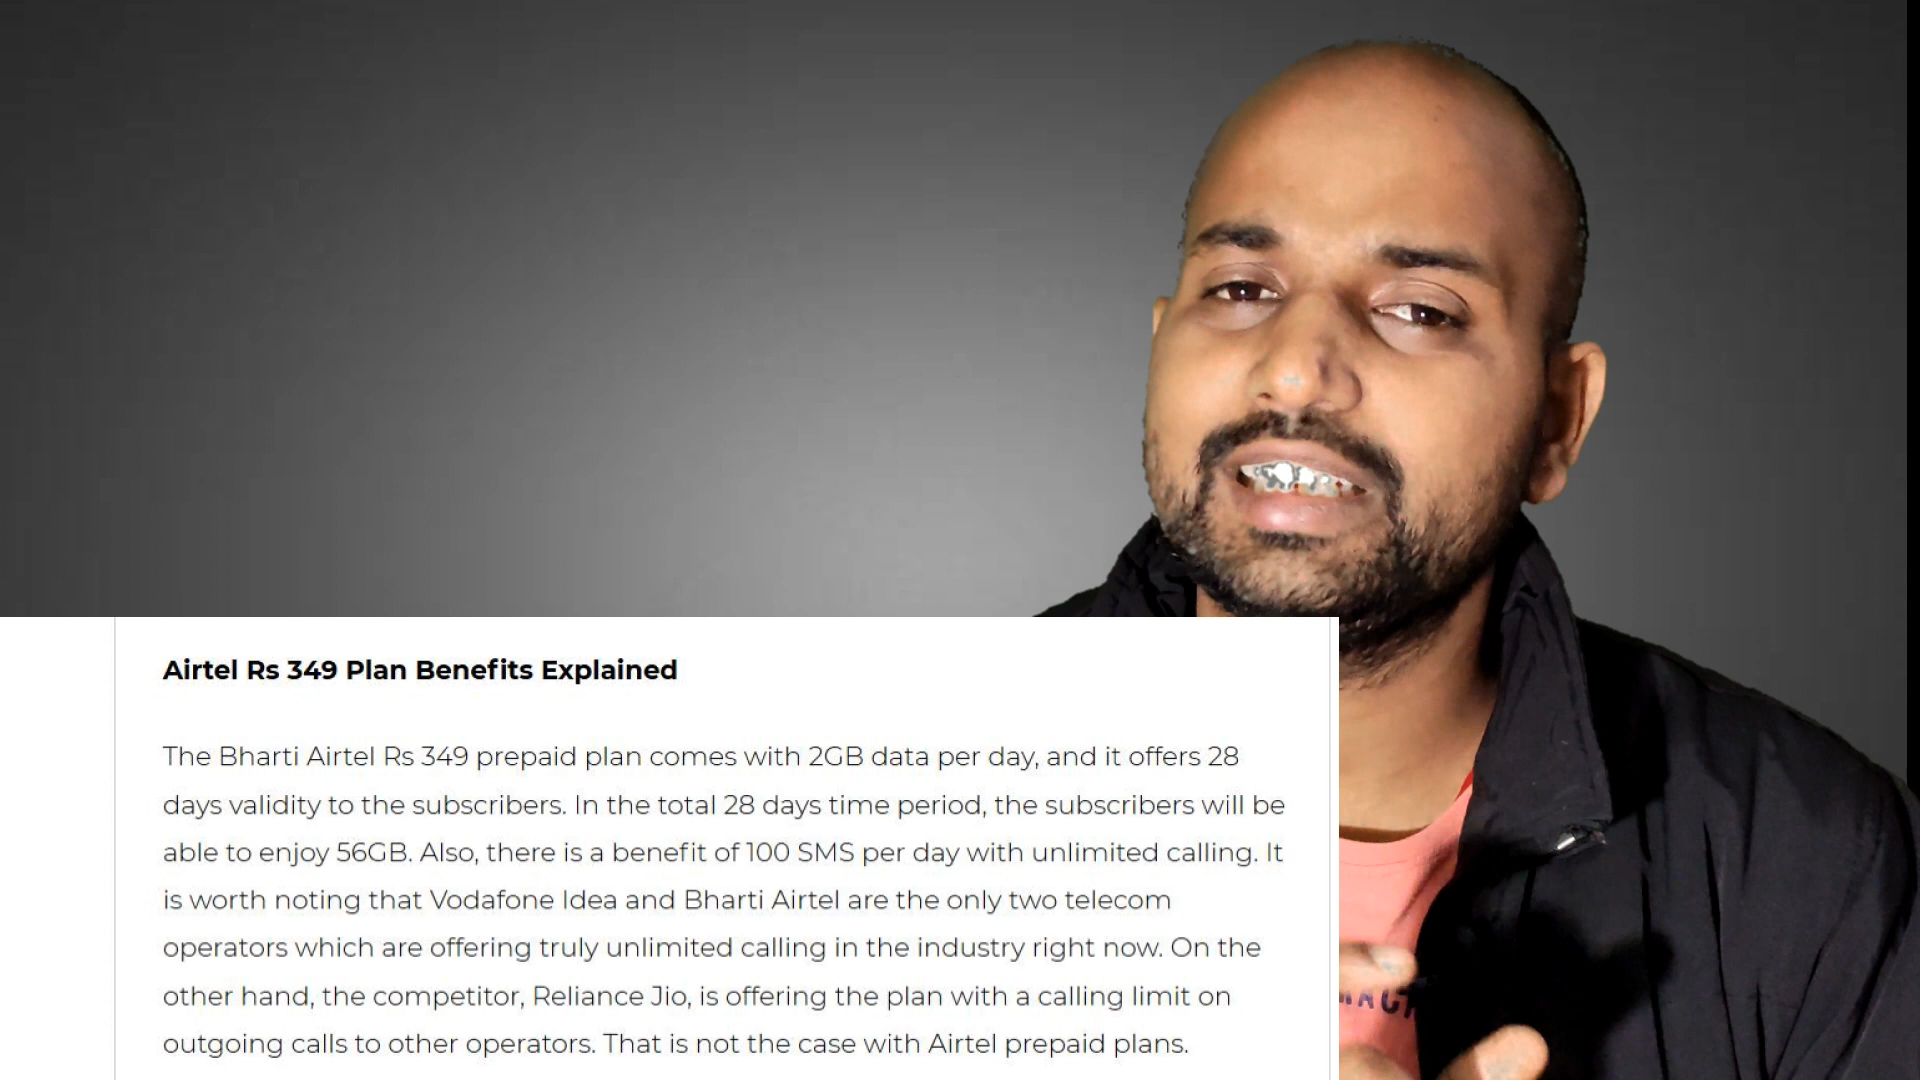 Airtel Rs 349 Plan Benefits Explained
The Bharti Airtel Rs 349 prepaid plan comes with 2GB data per day, and it offers 28
days validity to the subscribers. In the total 28 days time period, the subscribers will be
able to enjoy 56GB. Also, there is a benefit of 100 SMS per day with unlimited calling. It
is worth noting that Vodafone Idea and Bharti Airtel are the only two telecom
operators which are offering truly unlimited calling in the industry right now. On the
other hand, the competitor, Reliance Jio, is offering the plan with a calling limit on
outgoing calls to other operators. That is not the case with Airtel prepaid plans.